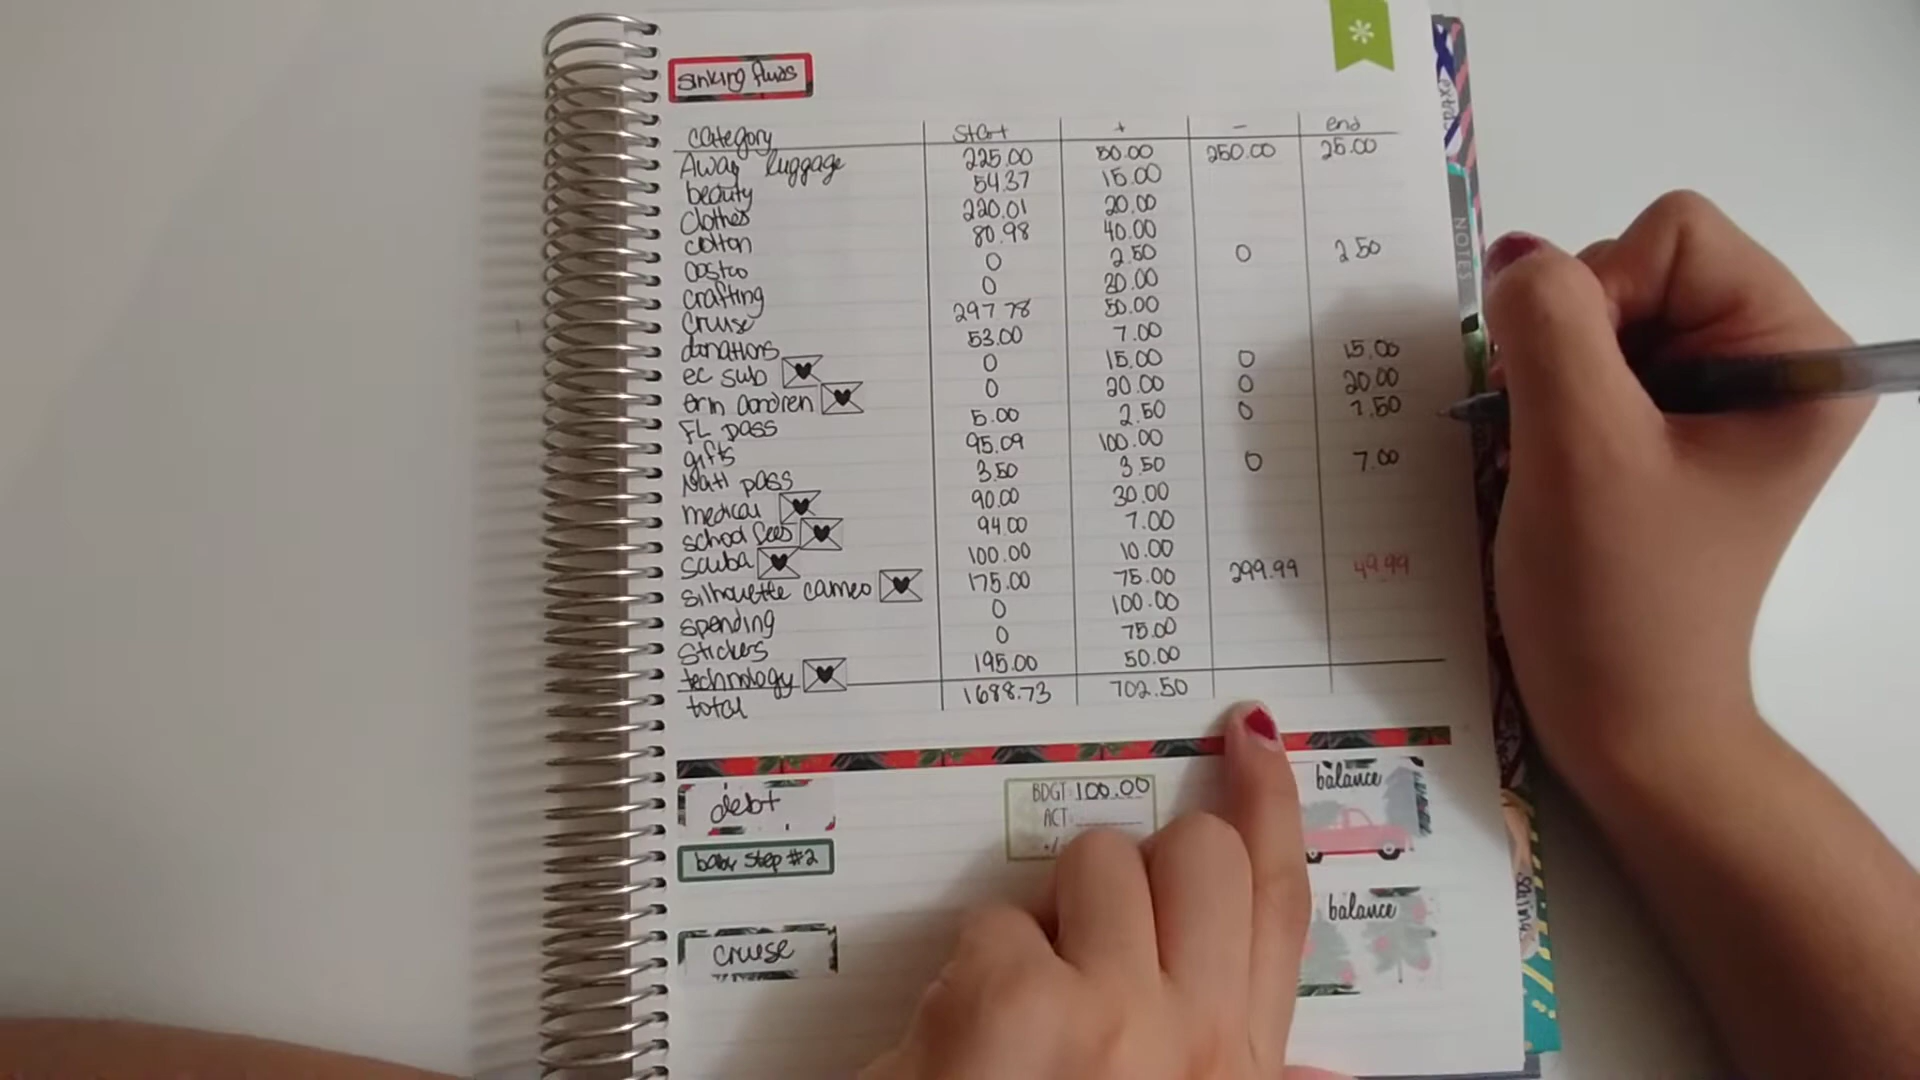 sinking funds
category start + - end
Away luggage 225.00 50.00 250.00 25.00
beauty 54.37 15.00
clothes 220.01 20.00
cotton 80.98 40.00
costco 0 2.50 0 2.50
crafting 0 30.00
cruise 297.78 50.00
donations 53.00 7.00
ec sub 0 15.00 0 15.00
erin condren 0 20.00 0 20.00
FL pass 5.00 2.50 0 7.50
gifts 95.09 100.00
Natl pass 3.50 3.50 0 7.00
medical 90.00 30.00
school fees 94.00 7.00
scuba 100.00 10.00
silhouette cameo 175.00 75.00 299.99 49.99
spending 0 100.00
stickers 0 75.00
technology 195.00 50.00
total 1688.73 702.50
debt
BDGT: 100.00
ACT:
+/-
balance
baby step #2
cruise
balance
NOTES